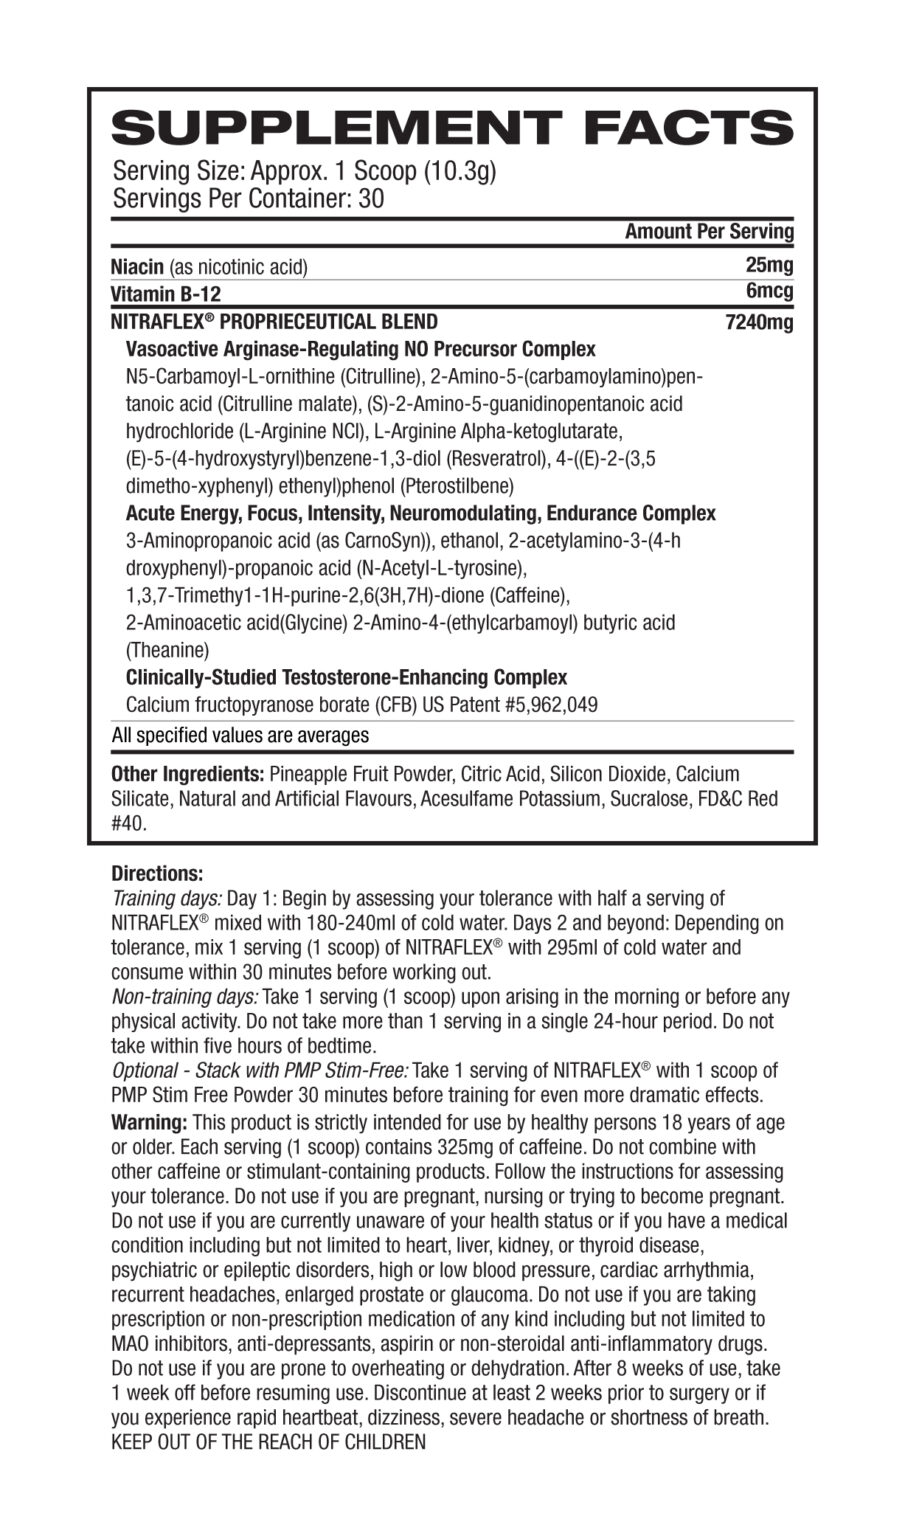 SUPPLEMENT FACTS
Serving Size: Approx. 1 Scoop (10.3g)
Servings Per Container: 30
Amount Per Serving
Niacin (as nicotinic acid) 25mg
Vitamin B-12 6mcg
NITRAFLEX® PROPRIECEUTICAL BLEND 7240mg
Vasoactive Arginase-Regulating NO Precursor Complex
N5-Carbamoyl-L-ornithine (Citrulline), 2-Amino-5-(carbamoylamino)pen-
tanoic acid (Citrulline malate), (S)-2-Amino-5-guanidinopentanoic acid
hydrochloride (L-Arginine NCl), L-Arginine Alpha-ketoglutarate,
(E)-5-(4-hydroxystyryl)benzene-1,3-diol (Resveratrol), 4-((E)-2-(3,5
dimetho-xyphenyl) ethenyl)phenol (Pterostilbene)
Acute Energy, Focus, Intensity, Neuromodulating, Endurance Complex
3-Aminopropanoic acid (as CarnoSyn)), ethanol, 2-acetylamino-3-(4-h
droxyphenyl)-propanoic acid (N-Acetyl-L-tyrosine),
1,3,7-Trimethy1-1H-purine-2,6(3H,7H)-dione (Caffeine),
2-Aminoacetic acid(Glycine) 2-Amino-4-(ethylcarbamoyl) butyric acid
(Theanine)
Clinically-Studied Testosterone-Enhancing Complex
Calcium fructopyranose borate (CFB) US Patent #5,962,049
All specified values are averages
Other Ingredients: Pineapple Fruit Powder, Citric Acid, Silicon Dioxide, Calcium
Silicate, Natural and Artificial Flavours, Acesulfame Potassium, Sucralose, FD&C Red
#40.
Directions:
Training days: Day 1: Begin by assessing your tolerance with half a serving of
NITRAFLEX® mixed with 180-240ml of cold water. Days 2 and beyond: Depending on
tolerance, mix 1 serving (1 scoop) of NITRAFLEX® with 295ml of cold water and
consume within 30 minutes before working out.
Non-training days: Take 1 serving (1 scoop) upon arising in the morning or before any
physical activity. Do not take more than 1 serving in a single 24-hour period. Do not
take within five hours of bedtime.
Optional - Stack with PMP Stim-Free: Take 1 serving of NITRAFLEX® with 1 scoop of
PMP Stim Free Powder 30 minutes before training for even more dramatic effects.
Warning: This product is strictly intended for use by healthy persons 18 years of age
or older. Each serving (1 scoop) contains 325mg of caffeine. Do not combine with
other caffeine or stimulant-containing products. Follow the instructions for assessing
your tolerance. Do not use if you are pregnant, nursing or trying to become pregnant.
Do not use if you are currently unaware of your health status or if you have a medical
condition including but not limited to heart, liver, kidney, or thyroid disease,
psychiatric or epileptic disorders, high or low blood pressure, cardiac arrhythmia,
recurrent headaches, enlarged prostate or glaucoma. Do not use if you are taking
prescription or non-prescription medication of any kind including but not limited to
MAO inhibitors, anti-depressants, aspirin or non-steroidal anti-inflammatory drugs.
Do not use if you are prone to overheating or dehydration. After 8 weeks of use, take
1 week off before resuming use. Discontinue at least 2 weeks prior to surgery or if
you experience rapid heartbeat, dizziness, severe headache or shortness of breath.
KEEP OUT OF THE REACH OF CHILDREN